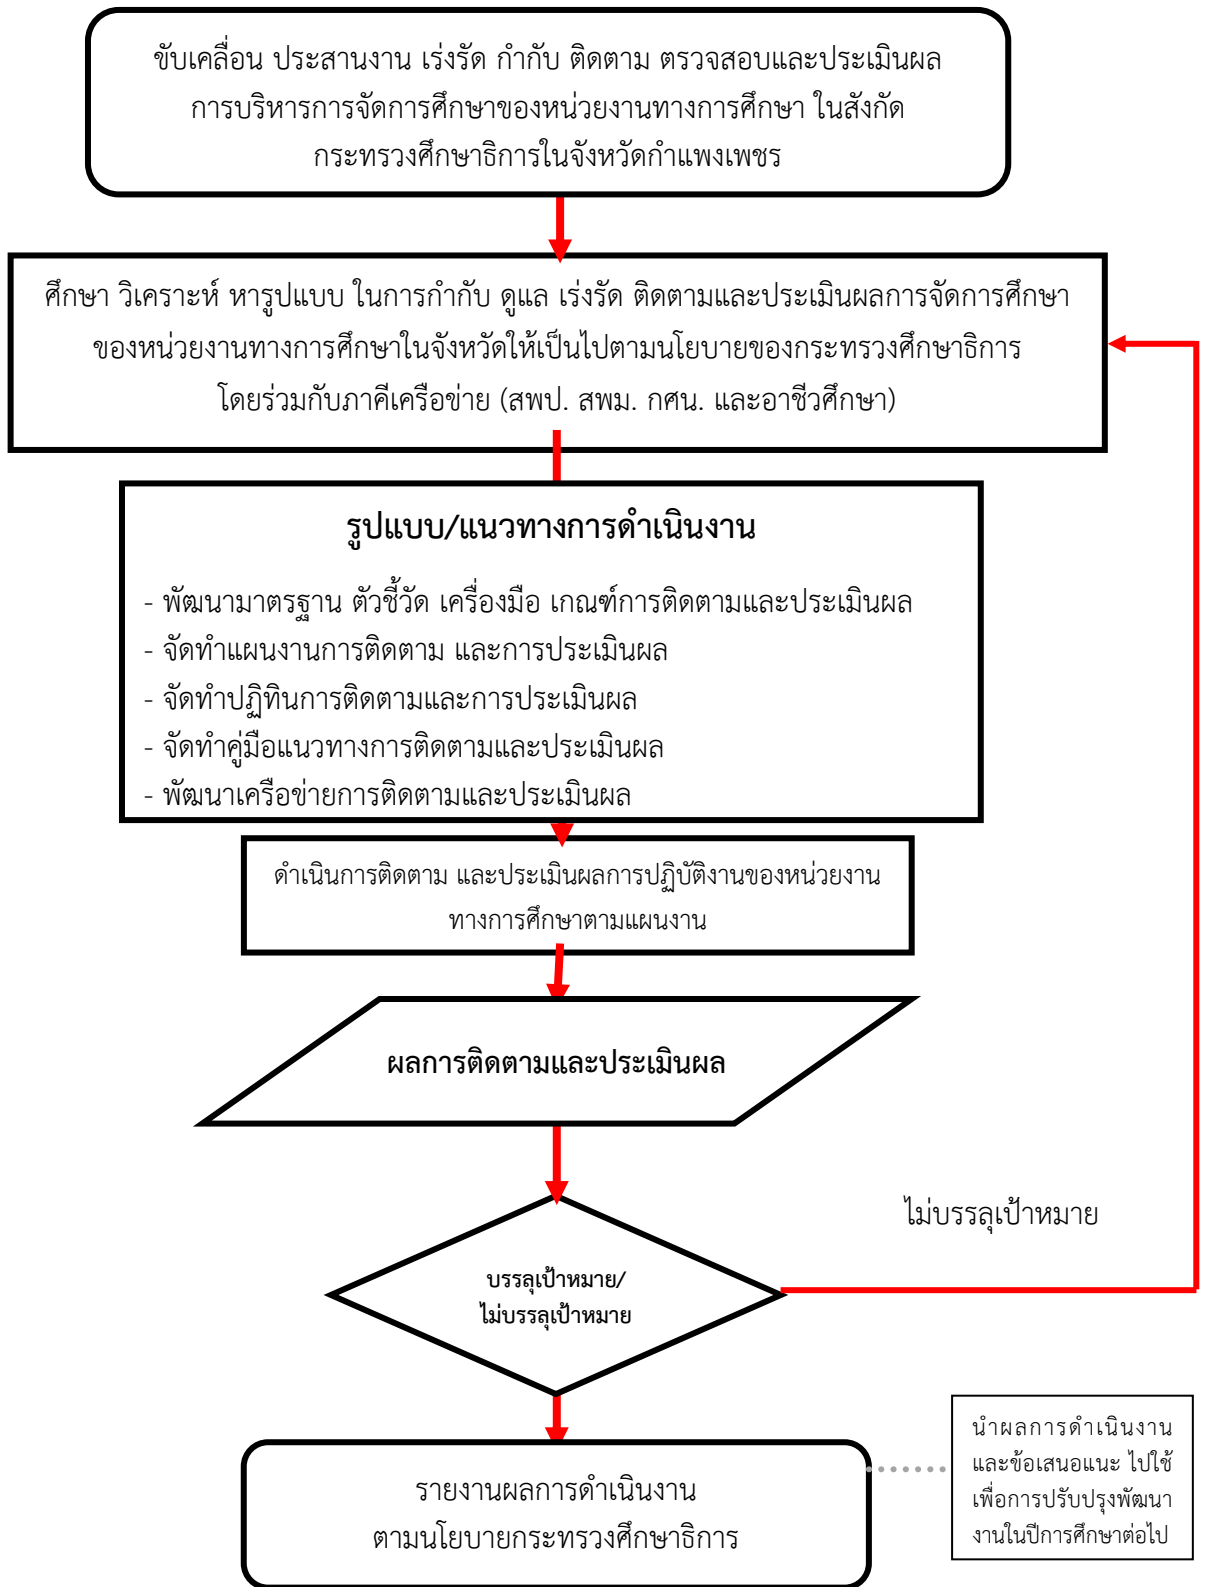 ขับเคลื่อน ประสานงาน เร่งรัด กำกับ ติดตาม ตรวจสอบและประเมินผล
การบริหารการจัดการศึกษาของหน่วยงานทางการศึกษา ในสังกัด
กระทรวงศึกษาธิการในจังหวัดกำแพงเพชร
ศึกษา วิเคราะห์ หารูปแบบ ในการกำกับ ดูแล เร่งรัด ติดตามและประเมินผลการจัดการศึกษา
ของหน่วยงานทางการศึกษาในจังหวัดให้เป็นไปตามนโยบายของกระทรวงศึกษาธิการ
โดยร่วมกับภาคีเครือข่าย (สพป. สพม. กศน. และอาชีวศึกษา)
รูปแบบ/แนวทางการดำเนินงาน
- พัฒนามาตรฐาน ตัวชี้วัด เครื่องมือ เกณฑ์การติดตามและประเมินผล
- จัดทำแผนงานการติดตาม และการประเมินผล
- จัดทำปฏิทินการติดตามและการประเมินผล
- จัดทำคู่มือแนวทางการติดตามและประเมินผล
- พัฒนาเครือข่ายการติดตามและประเมินผล
ดำเนินการติดตาม และประเมินผลการปฏิบัติงานของหน่วยงาน
ทางการศึกษาตามแผนงาน
ผลการติดตามและประเมินผล
ไม่บรรลุเป้าหมาย
บรรลุเป้าหมาย/
ไม่บรรลุเป้าหมาย
รายงานผลการดำเนินงาน
ตามนโยบายกระทรวงศึกษาธิการ
นำผลการดำเนินงาน
และข้อเสนอแนะ ไปใช้
เพื่อการปรับปรุงพัฒนา
งานในปีการศึกษาต่อไป